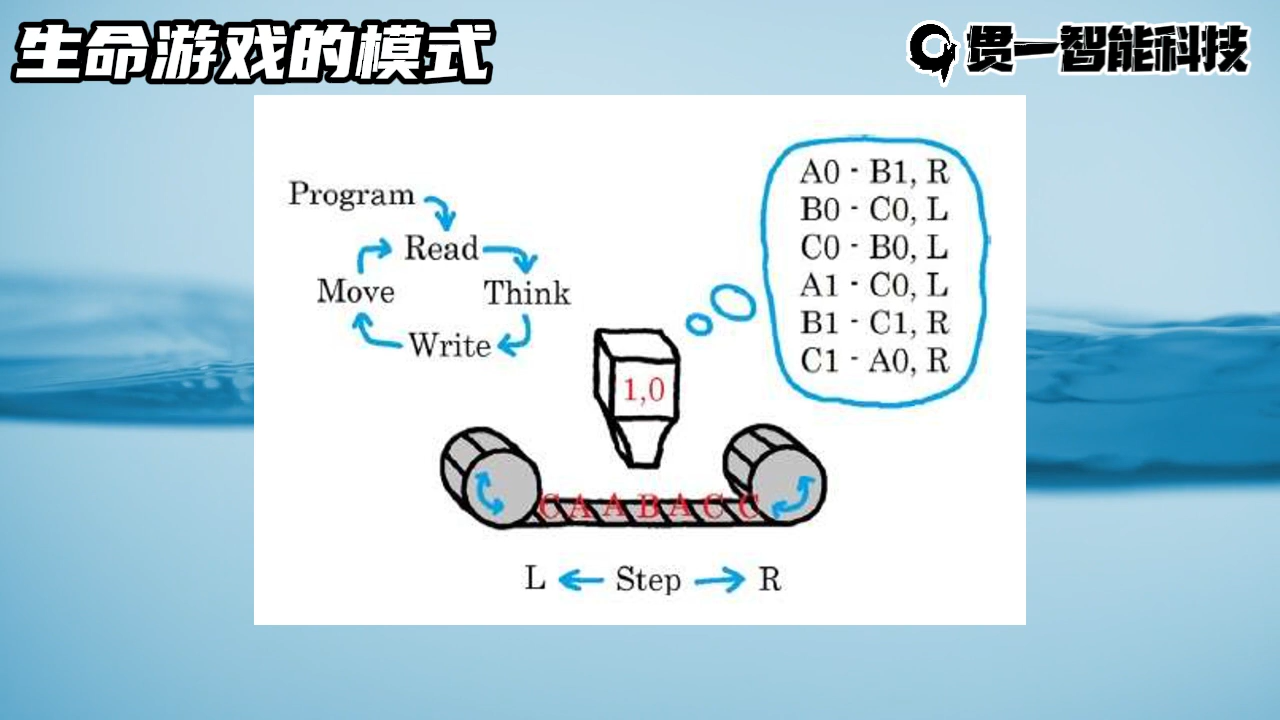 生命游戏的模式
贯一智能科技
Program
Read
Think
Write
Move
A0 - B1, R
B0 - C0, L
C0 - B0, L
A1 - C0, L
B1 - C1, R
C1 - A0, R
1,0
C A A B A C C
L Step R